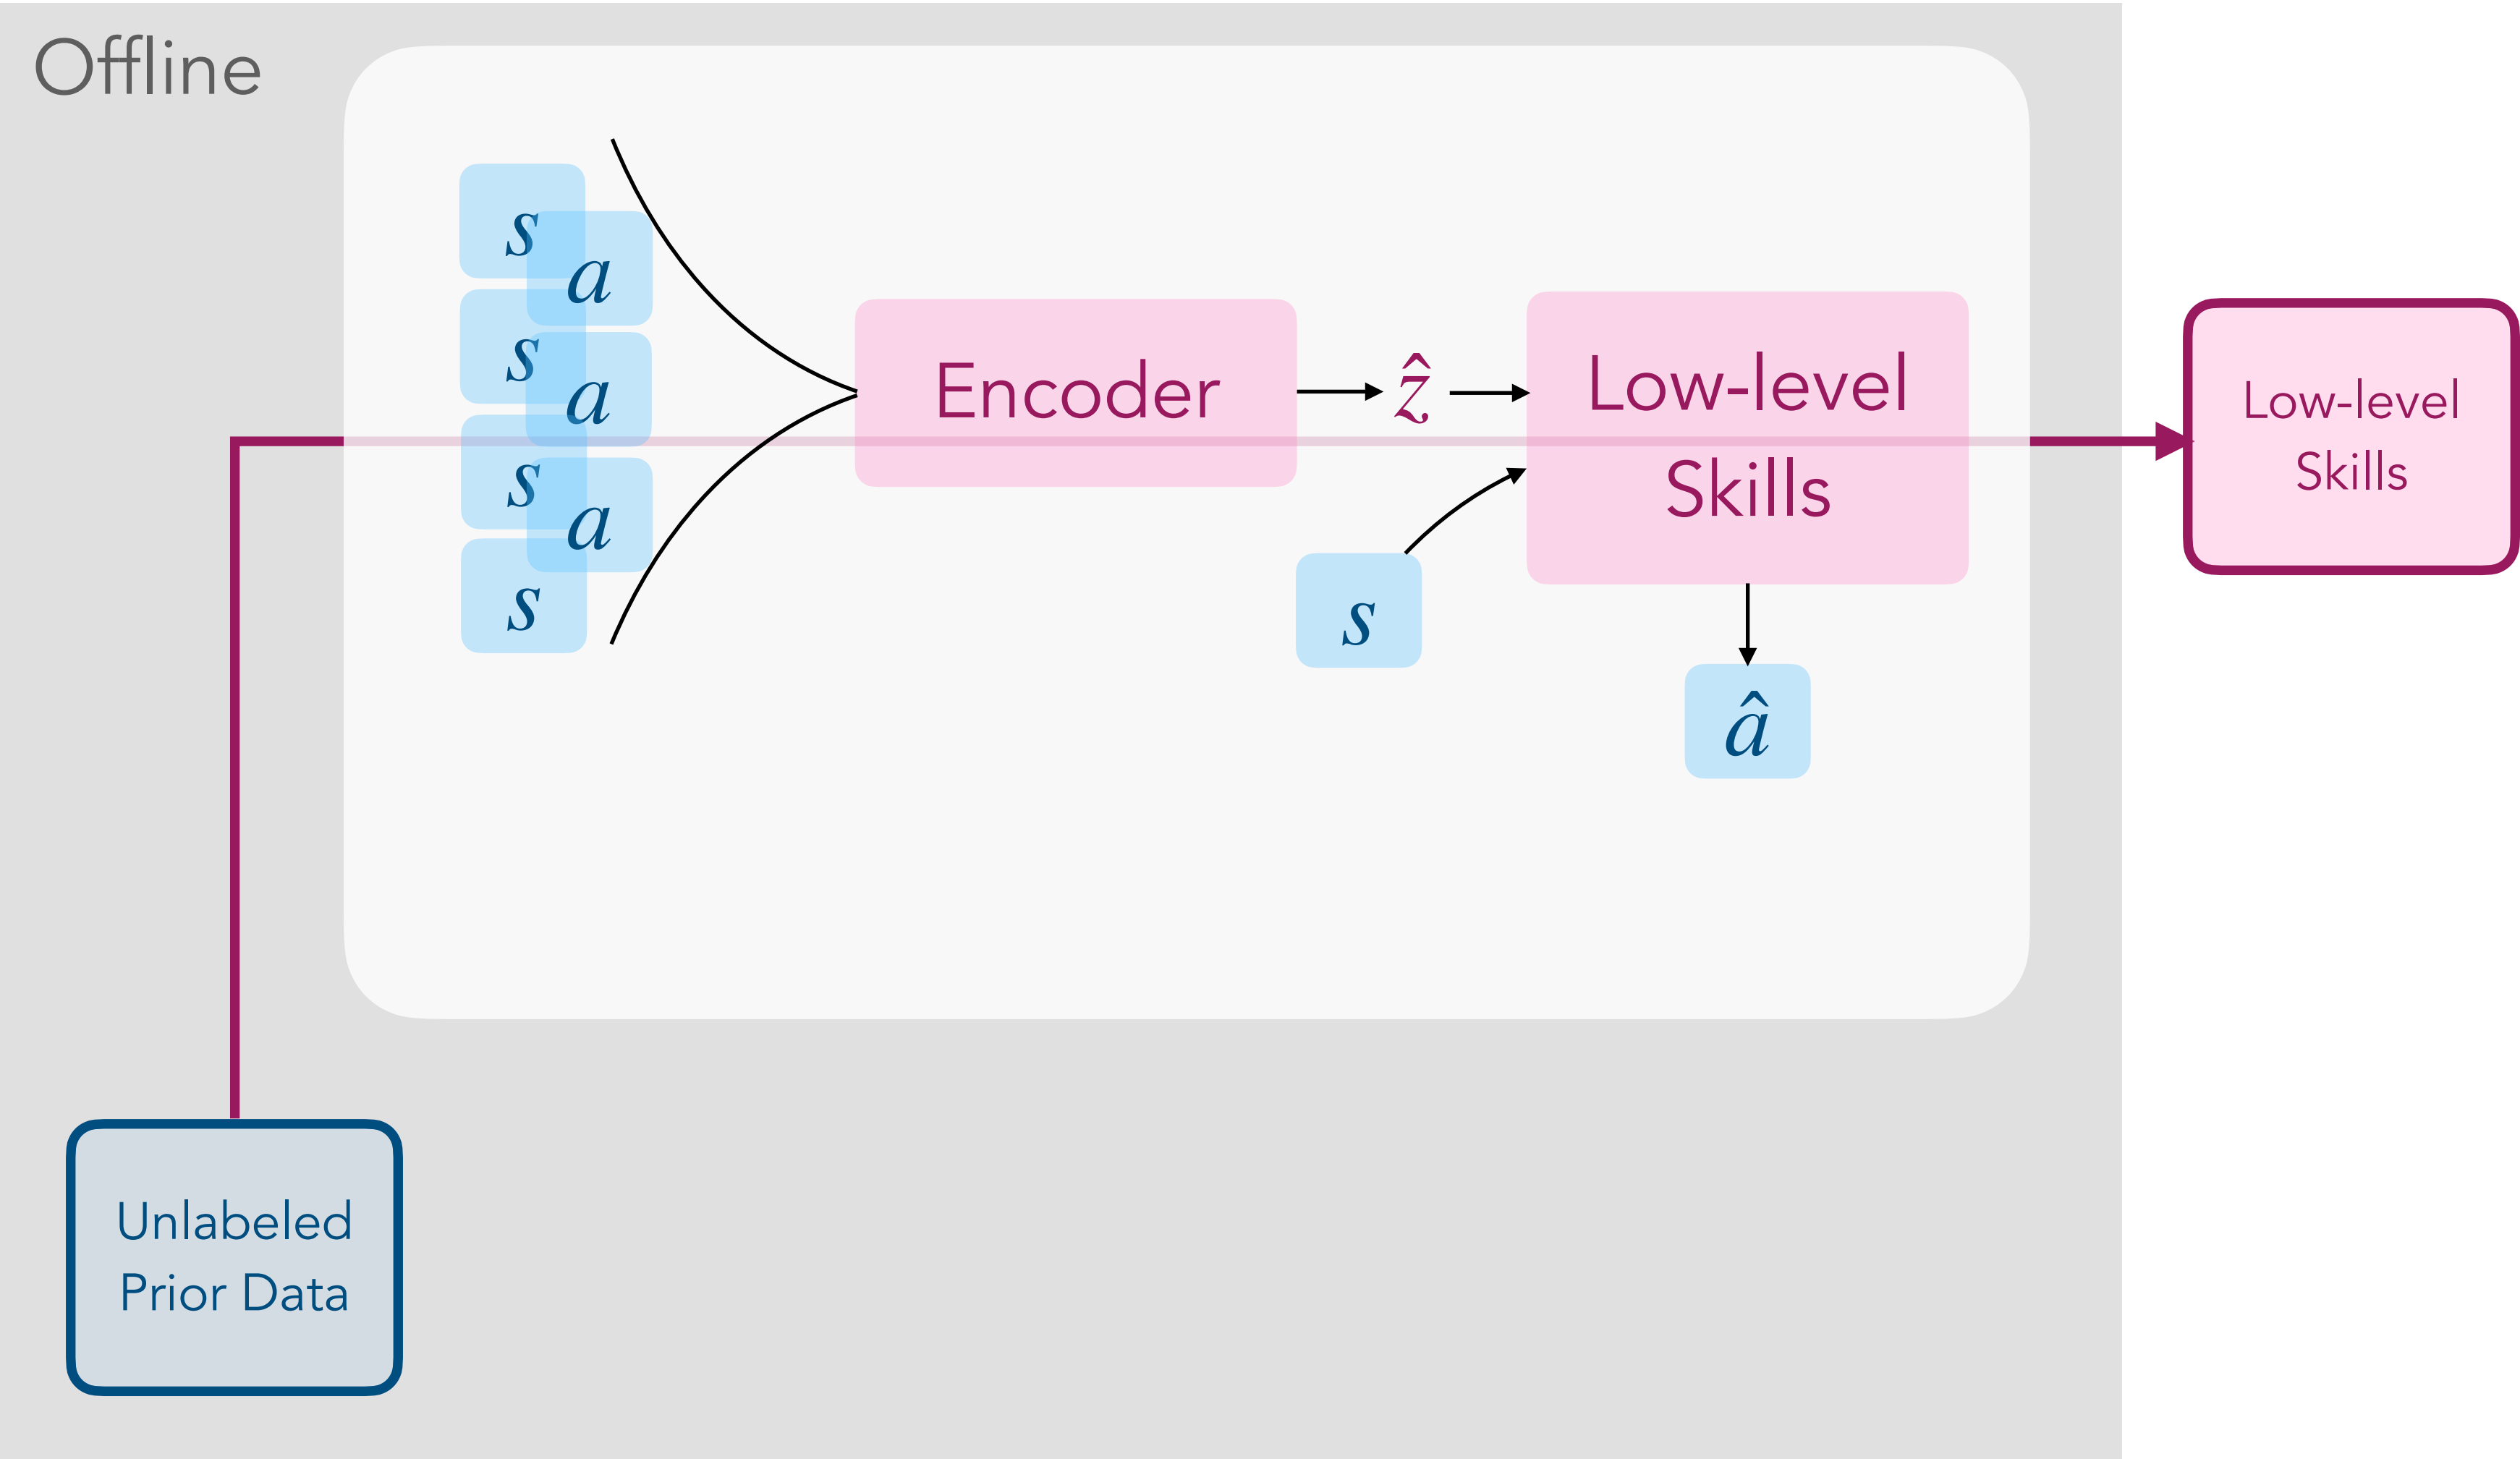 Offline
s
a
s
a
s
a
s
Encoder
ẑ
Low-level
Skills
s
â
Low-level
Skills
Unlabeled
Prior Data